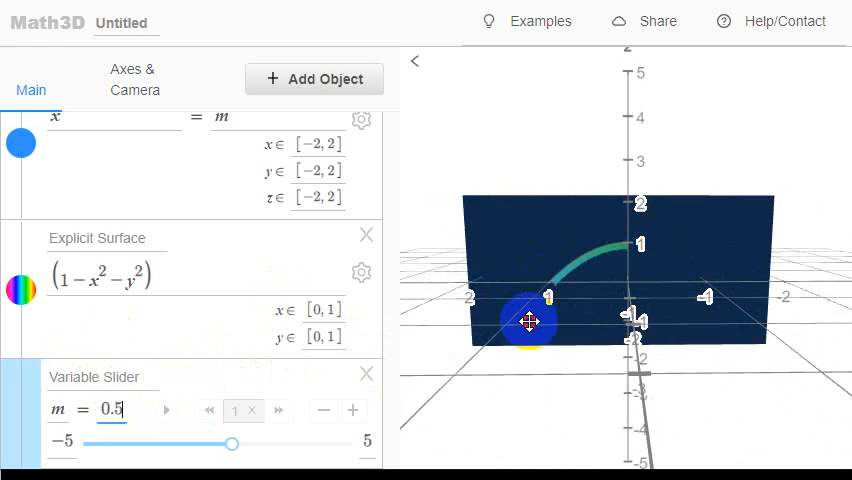 Math3D Untitled
Examples Share Help/Contact
Main Axes & Camera + Add Object
x = m
x ∈ [−2, 2]
y ∈ [−2, 2]
z ∈ [−2, 2]
Explicit Surface
(1−x²−y²)
x ∈ [0, 1]
y ∈ [0, 1]
Variable Slider
m = 0.5
1 X
−5 5
z
5
4
3
2
1
2 1 -1 -2
-1 -1
-2
-2
-3
-4
-5